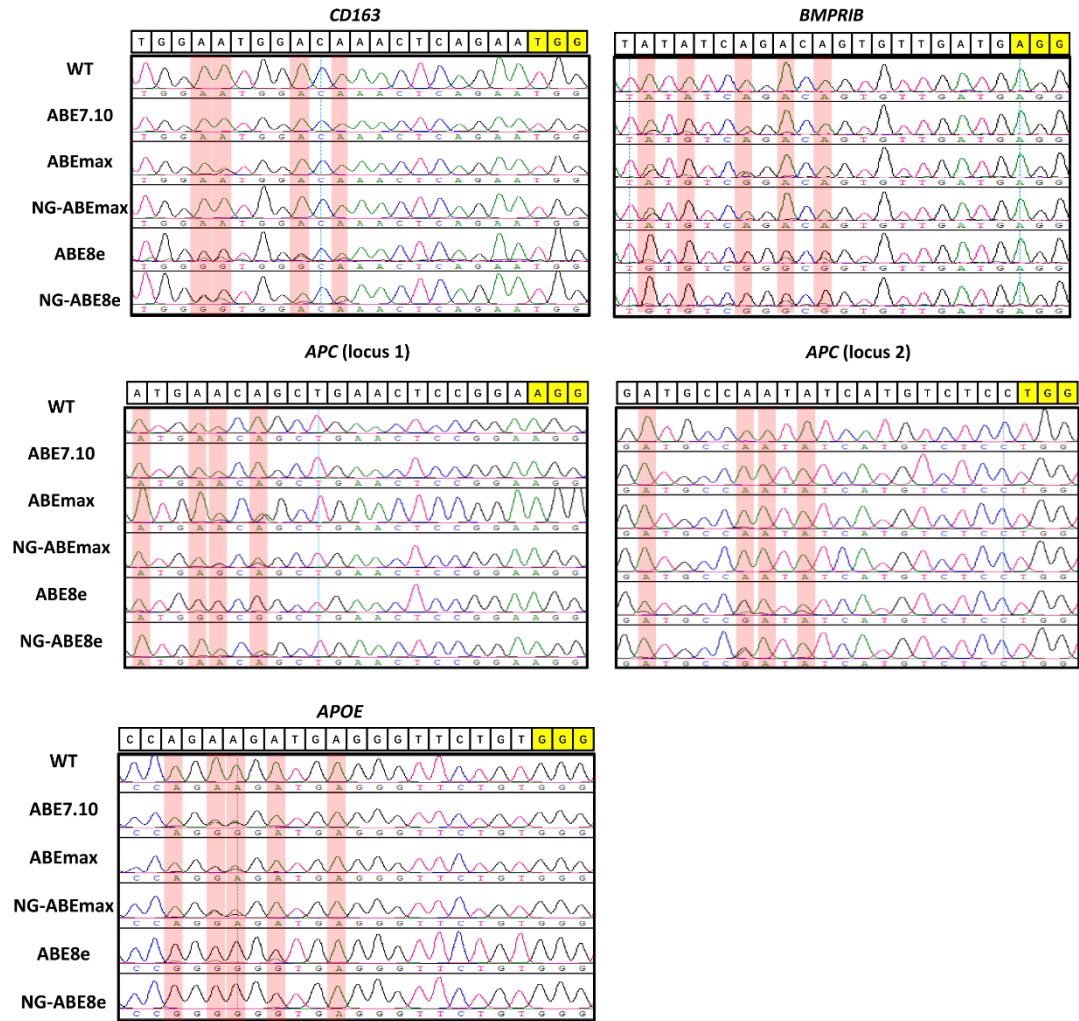 CD163
T G G A A T G G A C A A A C T C A G A A T G G
WT
T G G A A T G G A C A A A C T C A G A A T G G
ABE7.10
T G G A A T G G A C A A A C T C A G A A T G G
ABEmax
T G G A A T G G A C A A A C T C A G A A T G G
NG-ABEmax
T G G A A T G G A C A A A C T C A G A A T G G
ABE8e
T G G G G T G G G C A A A C T C A G A A T G G
NG-ABE8e
T G G G G T G G A C A A A C T C A G A A T G G
BMPRIB
T A T A T C A G A C A G T G T T G A T G A G G
T A T A T C A G A C A G T G T T G A T G A G G
T A T G T C A G A C A G T G T T G A T G A G G
T A T G T C G G A C A G T G T T G A T G A G G
T A T G T C A G A C A G T G T T G A T G A G G
T G T G T C G G G C G G T G T T G A T G A G G
T G T G T C G G G C G G T G T T G A T G A G G
APC (locus 1)
A T G A A C A G C T G A A C T C C G G A A G G
WT
A T G A A C A G C T G A A C T C C G G A A G G
ABE7.10
A T G A A C A G C T G A A C T C C G G A A G G
ABEmax
A T G A A C A G C T G A A C T C C G G A A G G
NG-ABEmax
A T G A G C A G C T G A A C T C C G G A A G G
ABE8e
A T G G G C G G C T G A A C T C C G G A A G G
NG-ABE8e
A T G A A C A G C T G A A C T C C G G A A G G
APC (locus 2)
G A T G C C A A T A T C A T G T C T C C T G G
G A T G C C A A T A T C A T G T C T C C T G G
G A T G C C A A T A T C A T G T C T C C T G G
G A T G C C A A T A T C A T G T C T C C T G G
G A T G C C A A T A T C A T G T C T C C T G G
G A T G C C G A T A T C A T G T C T C C T G G
G A T G C C G A T A T C A T G T C T C C T G G
APOE
C C A G A A G A T G A G G G T T C T G T G G G
WT
C C A G A A G A T G A G G G T T C T G T G G G
ABE7.10
C C A G G G G A T G A G G G T T C T G T G G G
ABEmax
C C A G G A G A T G A G G G T T C T G T G G G
NG-ABEmax
C C A G G A G A T G A G G G T T C T G T G G G
ABE8e
C C G G G G G G T G A G G G T T C T G T G G G
NG-ABE8e
C C G G G G G G T G A G G G T T C T G T G G G